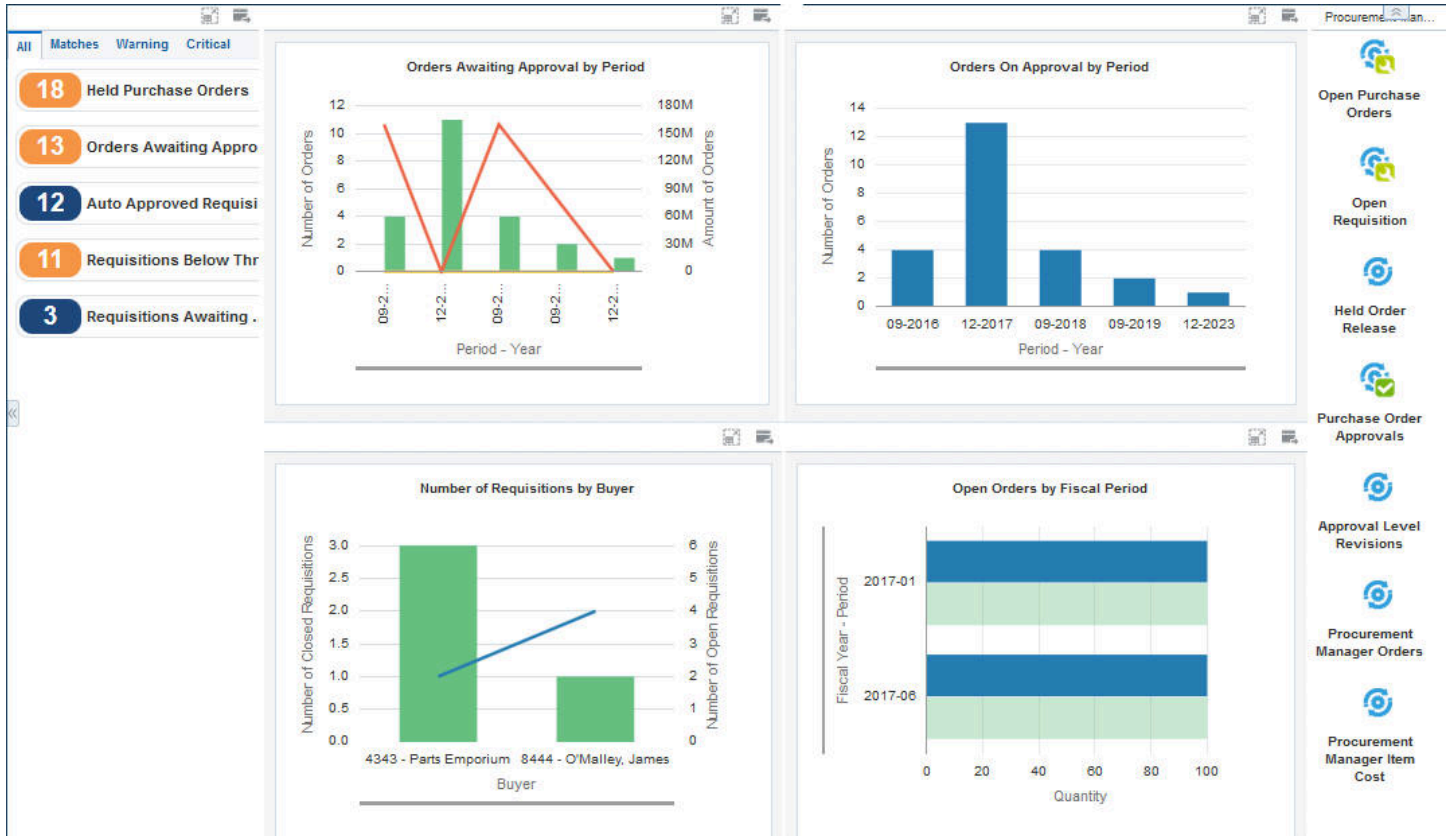 All Matches Warning Critical
18 Held Purchase Orders
13 Orders Awaiting Appro
12 Auto Approved Requisi
11 Requisitions Below Thr
3 Requisitions Awaiting .
Orders Awaiting Approval by Period
Number of Orders
12
10
8
6
4
2
0
180M
150M
120M
90M
60M
30M
0
Amount of Orders
09-2...
12-2...
09-2...
09-2...
12-2...
Period - Year
Orders On Approval by Period
Number of Orders
14
12
10
8
6
4
2
0
09-2016 12-2017 09-2018 09-2019 12-2023
Period - Year
Number of Requisitions by Buyer
Number of Closed Requisitions
3.0
2.5
2.0
1.5
1.0
0.5
0.0
6
5
4
3
2
1
0
Number of Open Requisitions
4343 - Parts Emporium 8444 - O'Malley, James
Buyer
Open Orders by Fiscal Period
Fiscal Year - Period
2017-01
2017-06
0 20 40 60 80 100
Quantity
Open Purchase
Orders
Open
Requisition
Held Order
Release
Purchase Order
Approvals
Approval Level
Revisions
Procurement
Manager Orders
Procurement
Manager Item
Cost